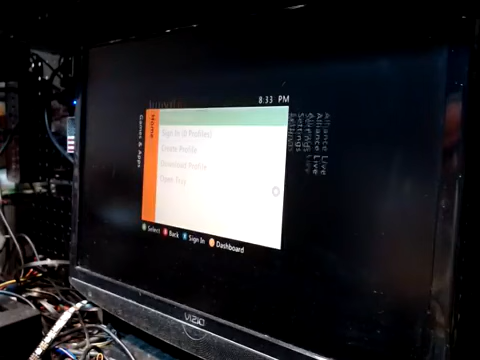 8:33 PM
Games & Apps
Home
Sign In (0 Profiles)
Create Profile
Download Profile
Open Tray
Settings
Alliance Live
Alliance Live
Select Back Sign In Dashboard
VIZIO